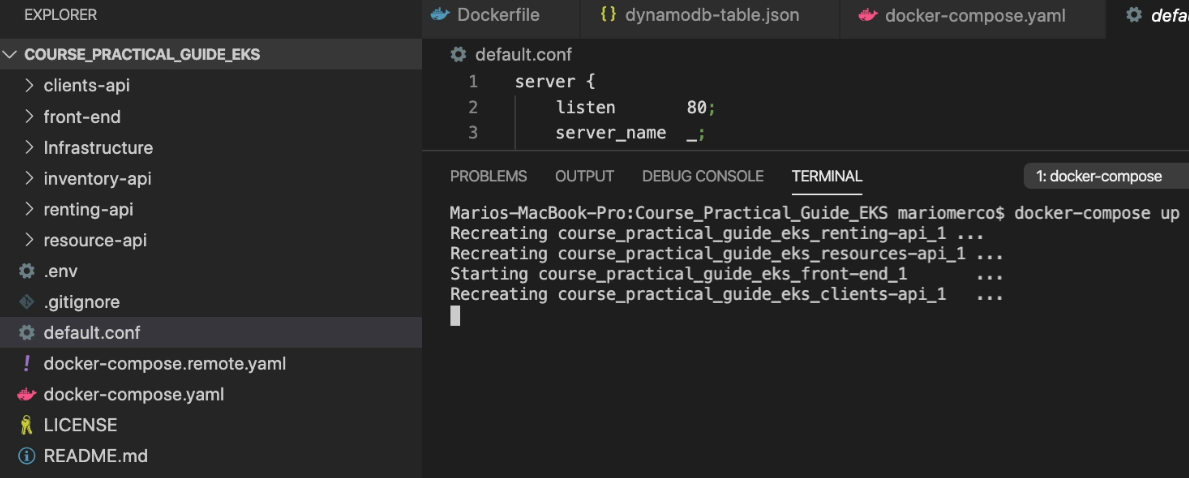 EXPLORER
COURSE_PRACTICAL_GUIDE_EKS
clients-api
front-end
Infrastructure
inventory-api
renting-api
resource-api
.env
.gitignore
default.conf
docker-compose.remote.yaml
docker-compose.yaml
LICENSE
README.md
Dockerfile
{} dynamodb-table.json
docker-compose.yaml
defau
default.conf
1 server {
2 listen 80;
3 server_name _;
PROBLEMS OUTPUT DEBUG CONSOLE TERMINAL 1: docker-compose
Marios-MacBook-Pro:Course_Practical_Guide_EKS mariomerco$ docker-compose up
Recreating course_practical_guide_eks_renting-api_1 ...
Recreating course_practical_guide_eks_resources-api_1 ...
Starting course_practical_guide_eks_front-end_1 ...
Recreating course_practical_guide_eks_clients-api_1 ...